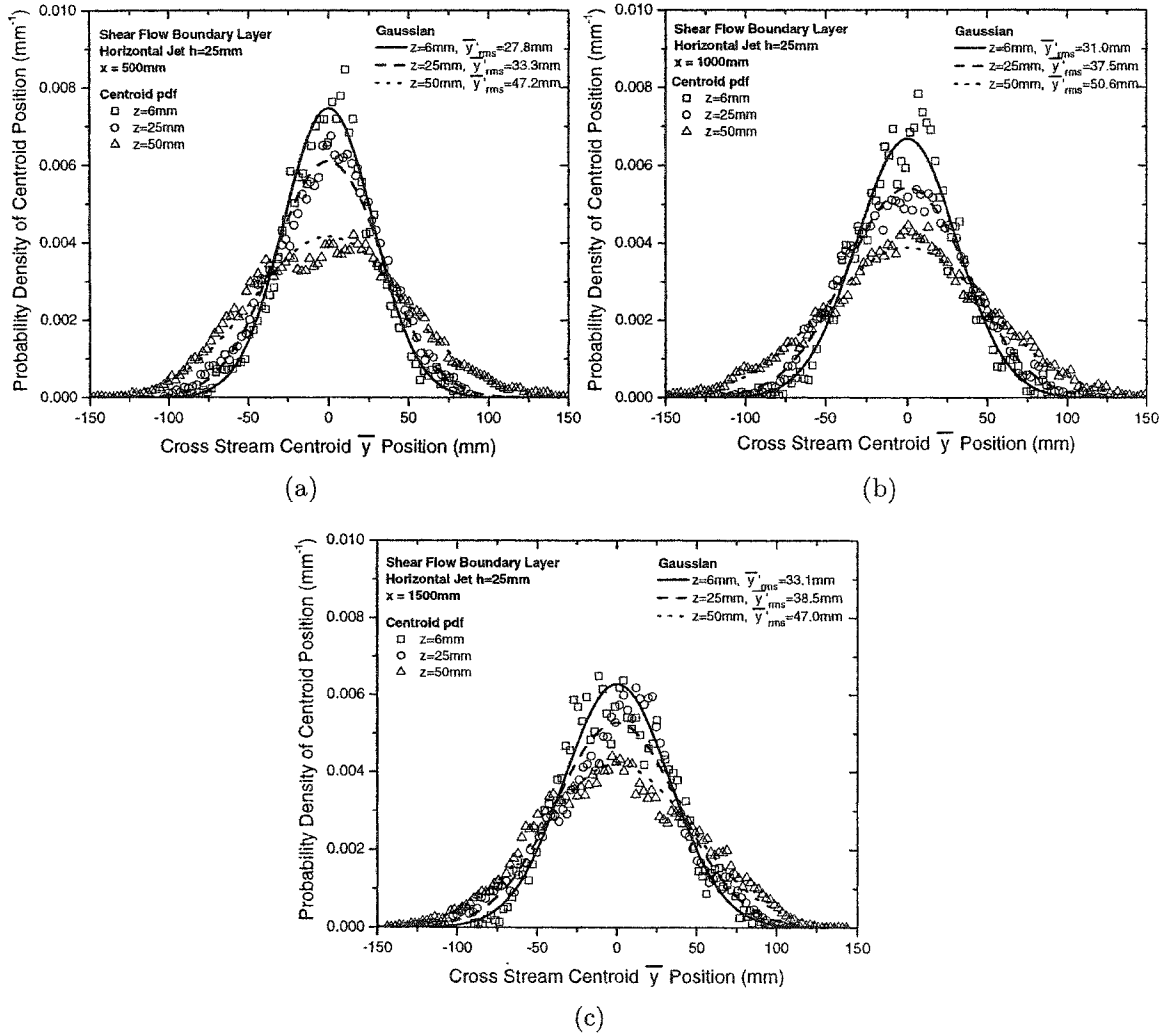 0.010
0.008
0.006
0.004
0.002
0.000
Probability Density of Centroid Position (mm⁻¹)
Shear Flow Boundary Layer
Horizontal Jet h=25mm
x = 500mm
Centroid pdf
z=6mm
z=25mm
z=50mm
Gaussian
z=6mm, y̅'rms=27.8mm
z=25mm, y̅'rms=33.3mm
z=50mm, y̅'rms=47.2mm
-150 -100 -50 0 50 100 150
Cross Stream Centroid y̅ Position (mm)
(a)
0.010
0.008
0.006
0.004
0.002
0.000
Probability Density of Centroid Position (mm⁻¹)
Shear Flow Boundary Layer
Horizontal Jet h=25mm
x = 1000mm
Centroid pdf
z=6mm
z=25mm
z=50mm
Gaussian
z=6mm, y̅'rms=31.0mm
z=25mm, y̅'rms=37.5mm
z=50mm, y̅'rms=50.6mm
-150 -100 -50 0 50 100 150
Cross Stream Centroid y̅ Position (mm)
(b)
0.010
0.008
0.006
0.004
0.002
0.000
Probability Density of Centroid Position (mm⁻¹)
Shear Flow Boundary Layer
Horizontal Jet h=25mm
x = 1500mm
Centroid pdf
z=6mm
z=25mm
z=50mm
Gaussian
z=6mm, y̅'rms=33.1mm
z=25mm, y̅'rms=38.5mm
z=50mm, y̅'rms=47.0mm
-150 -100 -50 0 50 100 150
Cross Stream Centroid y̅ Position (mm)
(c)